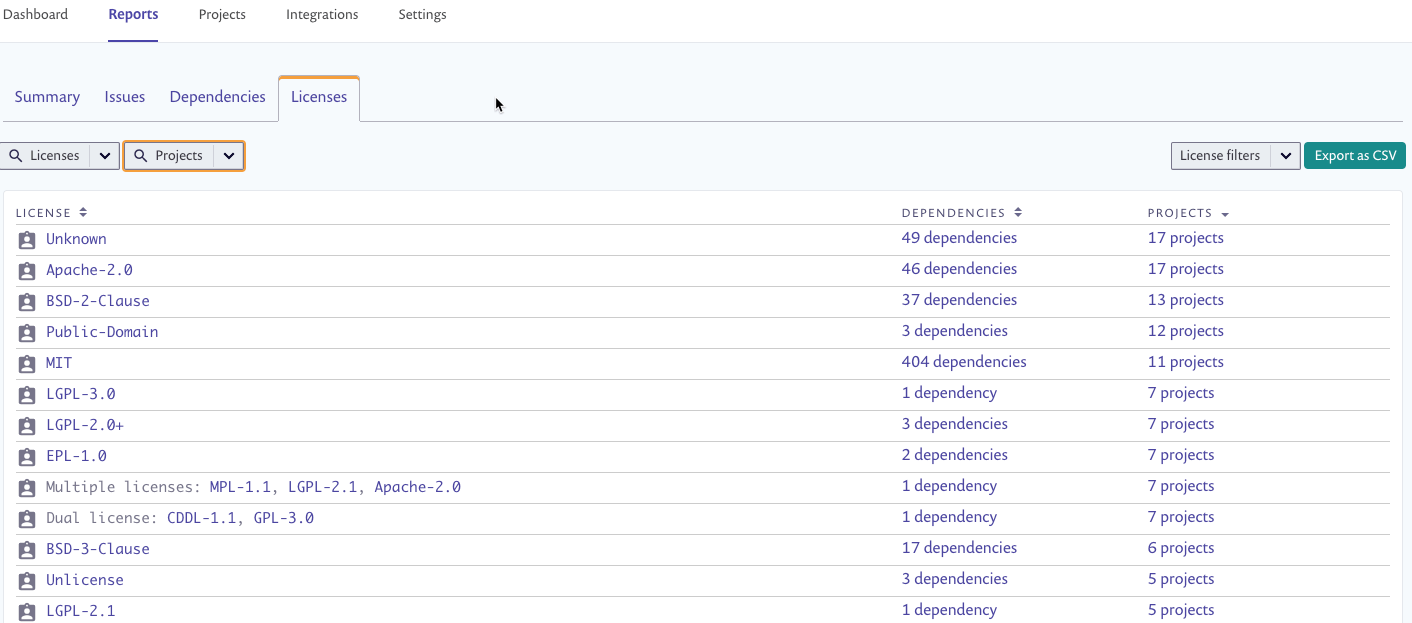 Dashboard Reports Projects Integrations Settings
Summary Issues Dependencies Licenses
Licenses Projects License filters Export as CSV
LICENSE DEPENDENCIES PROJECTS
Unknown 49 dependencies 17 projects
Apache-2.0 46 dependencies 17 projects
BSD-2-Clause 37 dependencies 13 projects
Public-Domain 3 dependencies 12 projects
MIT 404 dependencies 11 projects
LGPL-3.0 1 dependency 7 projects
LGPL-2.0+ 3 dependencies 7 projects
EPL-1.0 2 dependencies 7 projects
Multiple licenses: MPL-1.1, LGPL-2.1, Apache-2.0 1 dependency 7 projects
Dual license: CDDL-1.1, GPL-3.0 1 dependency 7 projects
BSD-3-Clause 17 dependencies 6 projects
Unlicense 3 dependencies 5 projects
LGPL-2.1 1 dependency 5 projects